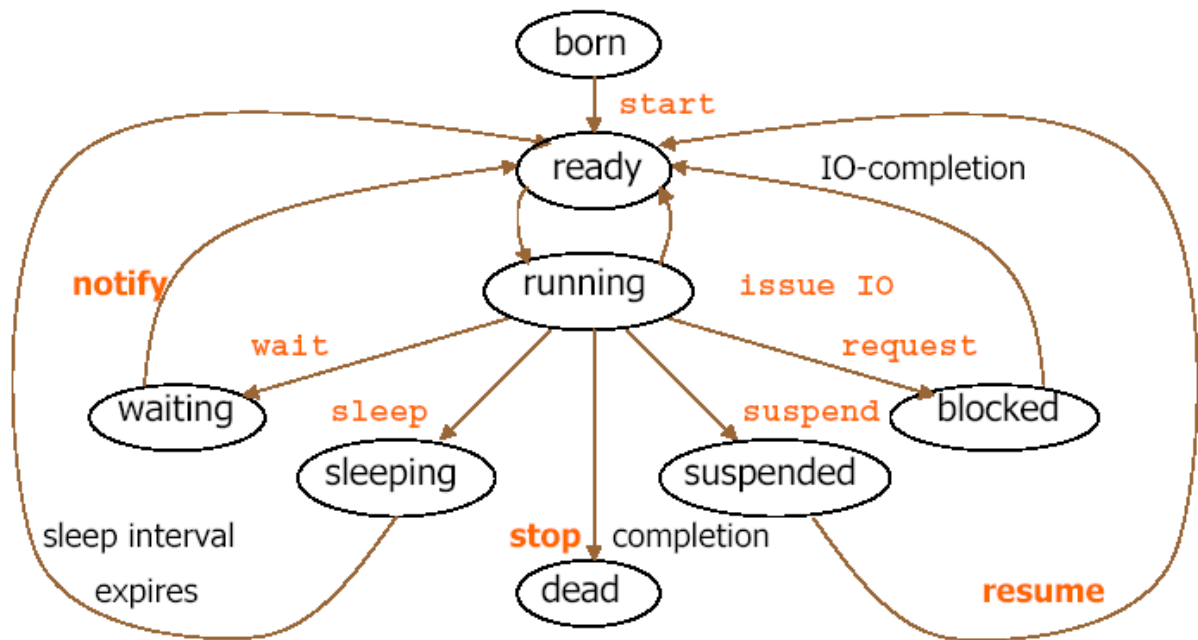 born
start
ready
IO-completion
notify
running
issue IO
wait
request
waiting
sleep
suspend
blocked
sleeping
suspended
sleep interval
stop completion
expires
dead
resume